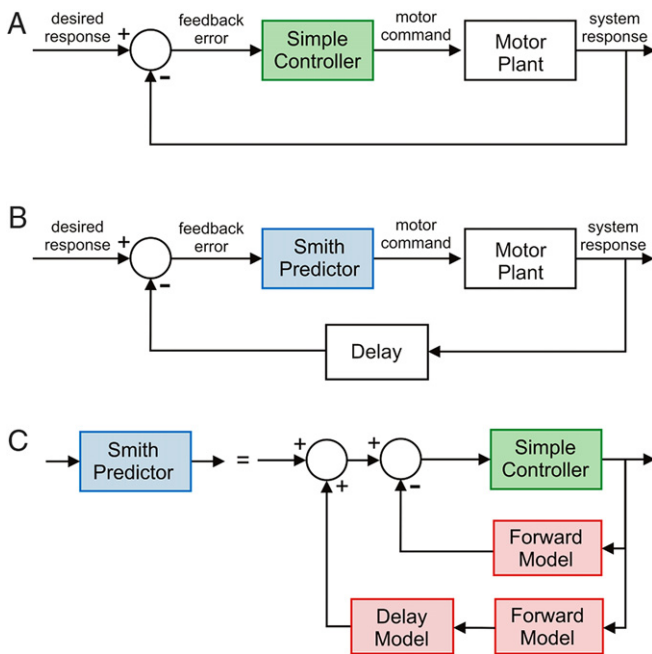 A
desired
response
+
-
feedback
error
Simple
Controller
motor
command
Motor
Plant
system
response
B
desired
response
+
-
feedback
error
Smith
Predictor
motor
command
Motor
Plant
system
response
Delay
C
Smith
Predictor
=
+
+
+
-
Simple
Controller
Forward
Model
Delay
Model
Forward
Model